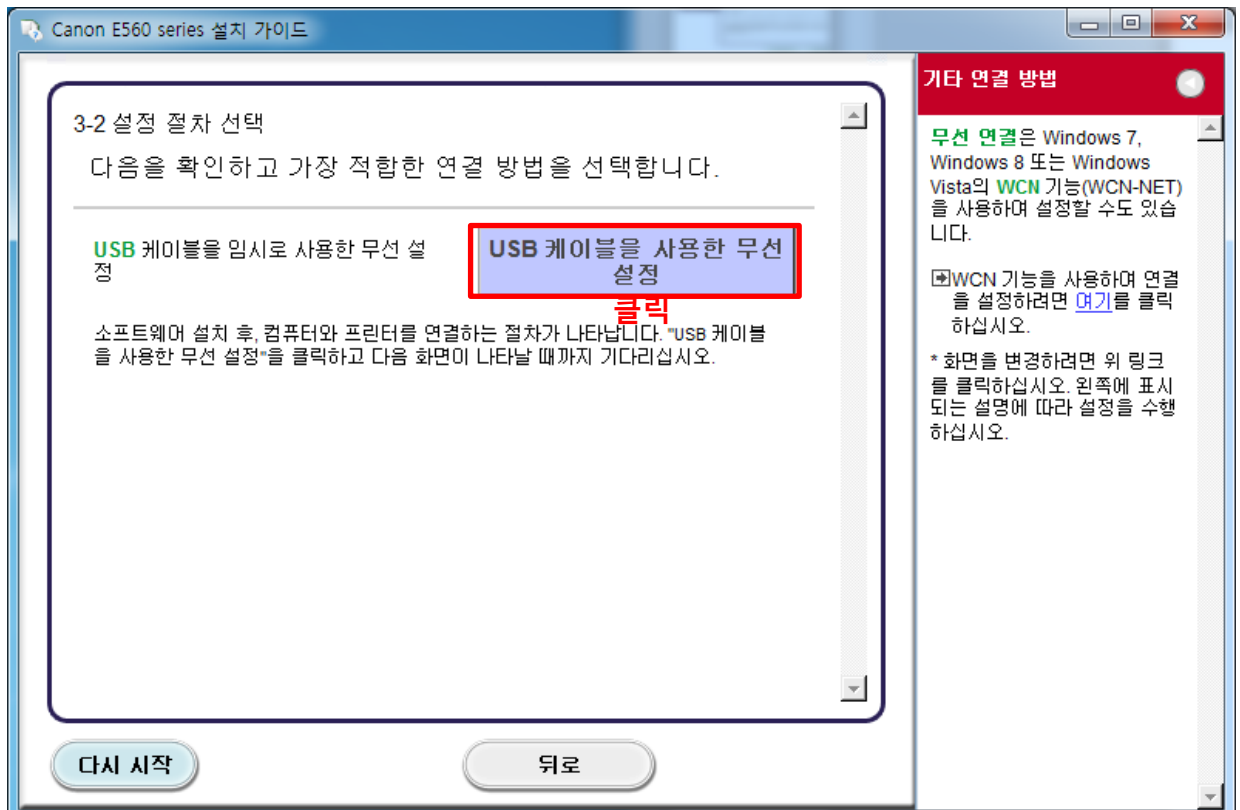 Canon E560 series 설치 가이드
3-2 설정 절차 선택
다음을 확인하고 가장 적합한 연결 방법을 선택합니다.
USB 케이블을 임시로 사용한 무선 설
정
USB 케이블을 사용한 무선
설정
클릭
소프트웨어 설치 후, 컴퓨터와 프린터를 연결하는 절차가 나타납니다. "USB 케이블
을 사용한 무선 설정"을 클릭하고 다음 화면이 나타날 때까지 기다리십시오.
다시 시작
뒤로
기타 연결 방법
무선 연결은 Windows 7,
Windows 8 또는 Windows
Vista의 WCN 기능(WCN-NET)
을 사용하여 설정할 수도 있습
니다.
WCN 기능을 사용하여 연결
을 설정하려면 여기를 클릭
하십시오.
* 화면을 변경하려면 위 링크
를 클릭하십시오. 왼쪽에 표시
되는 설명에 따라 설정을 수행
하십시오.